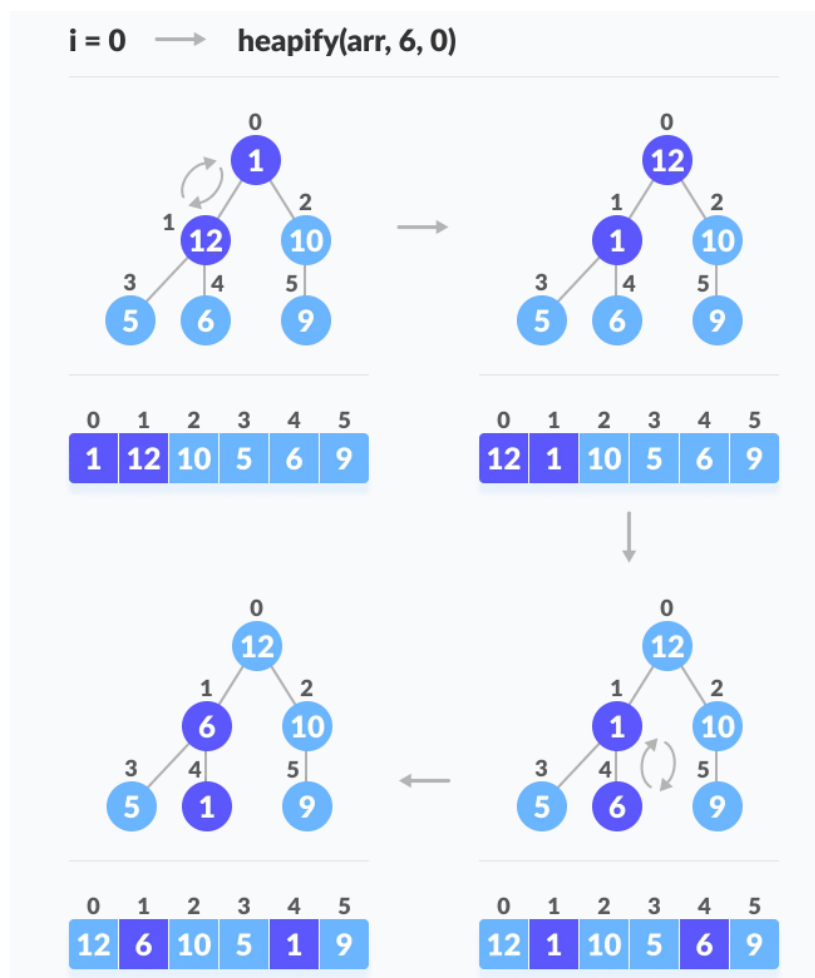 i = 0 heapify(arr, 6, 0)
0 0
1 12
2 1 2
1 12 10 1 10
3 4 5 3 4 5
5 6 9 5 6 9
0 1 2 3 4 5 0 1 2 3 4 5
1 12 10 5 6 9 12 1 10 5 6 9
0 0
12 12
1 2 1 2
6 10 1 10
3 4 5 3 4 5
5 1 9 5 6 9
0 1 2 3 4 5 0 1 2 3 4 5
12 6 10 5 1 9 12 1 10 5 6 9